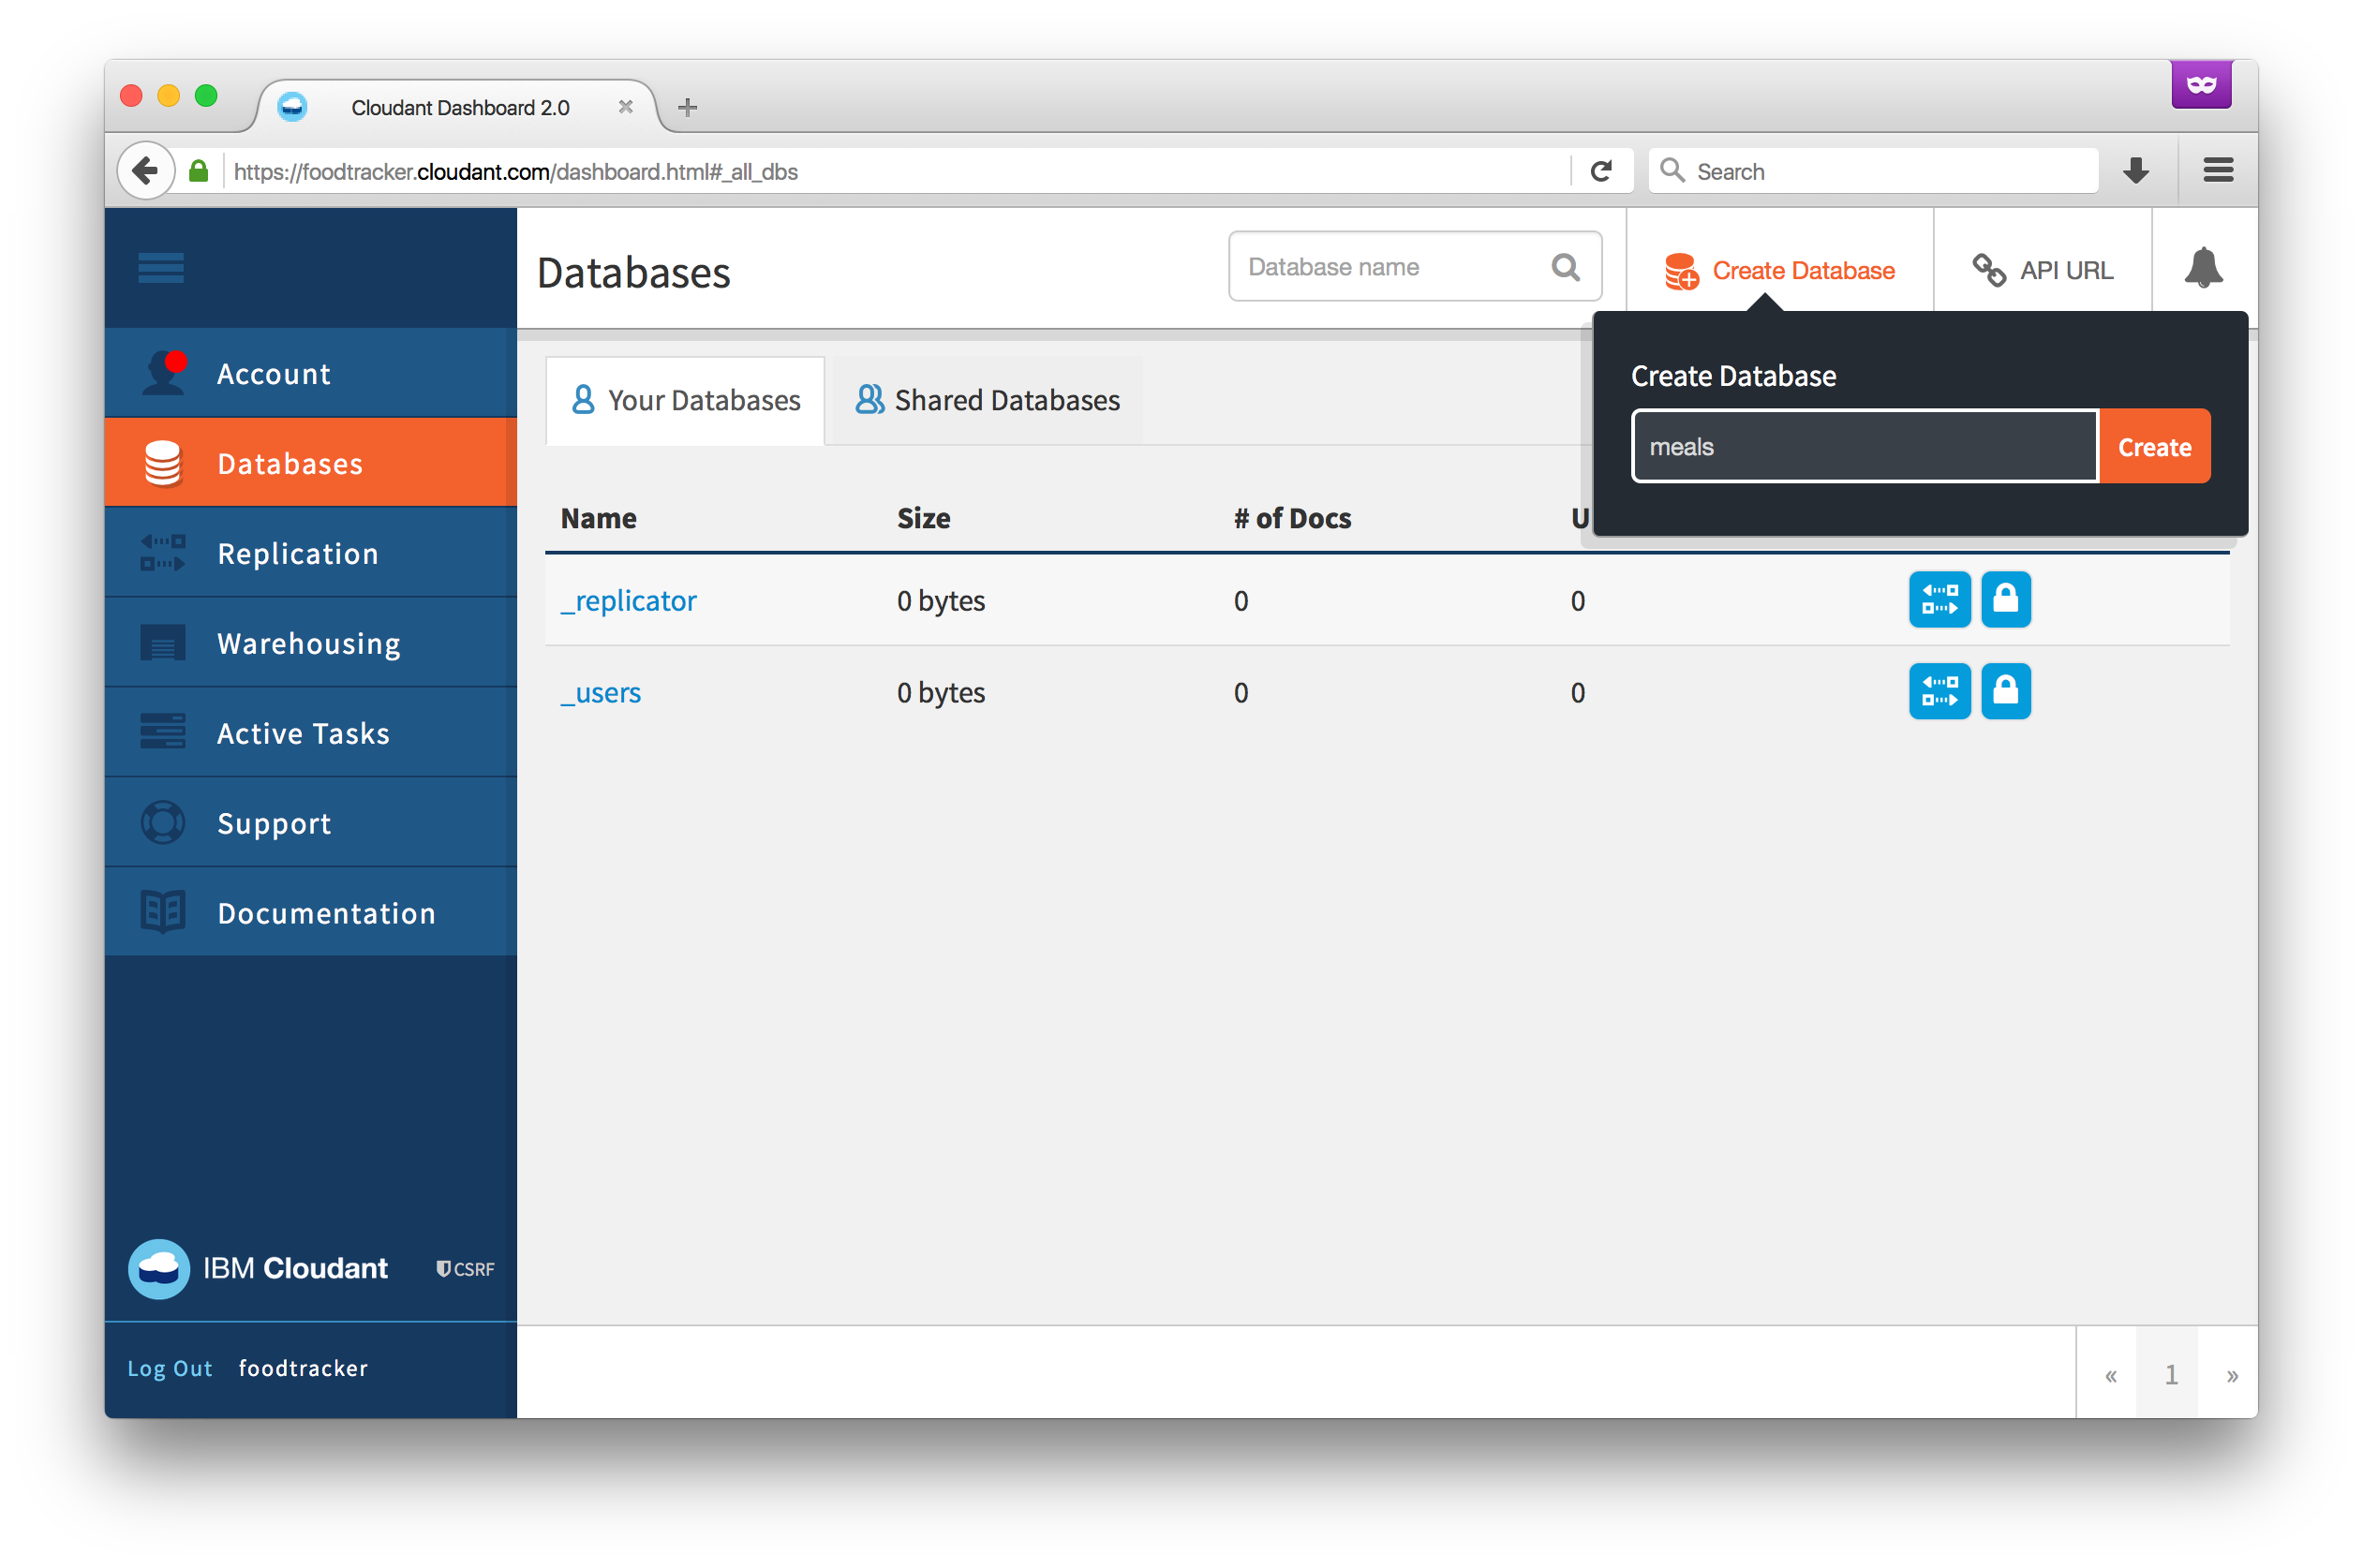 Cloudant Dashboard 2.0
https://foodtracker.cloudant.com/dashboard.html#_all_dbs
Search
Databases
Database name
Create Database
API URL
Account
Databases
Replication
Warehousing
Active Tasks
Support
Documentation
Your Databases
Shared Databases
Create Database
meals
Create
Name Size # of Docs U
_replicator 0 bytes 0 0
_users 0 bytes 0 0
IBM Cloudant
CSRF
Log Out foodtracker
« 1 »